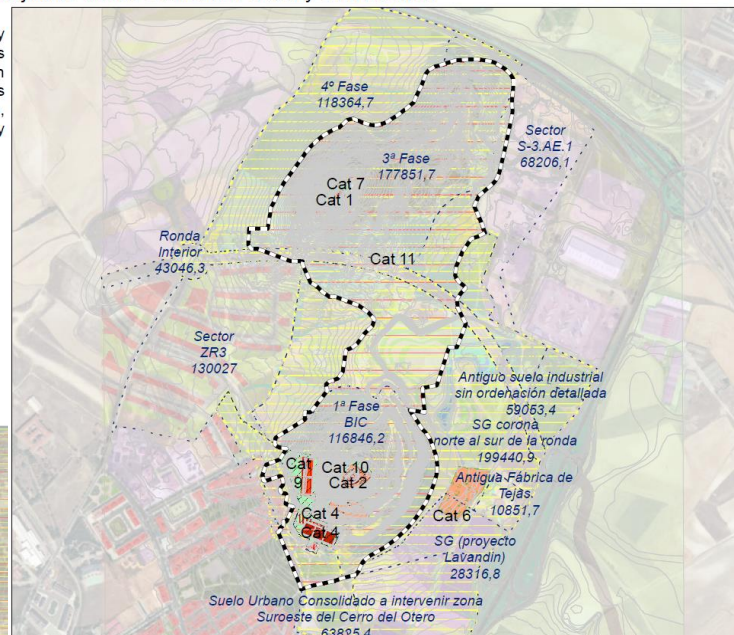 y
s
n
s
,
y
4º Fase
118364,7
Sector
S-3.AE.1
68206,1
3ª Fase
177851,7
Cat 7
Cat 1
Ronda
Interior
43046,3
Cat 11
Sector
ZR3
130027
Antiguo suelo industrial
sin ordenación detallada
59053,4
1ª Fase
BIC
116846,2
SG corona
norte al sur de la ronda
199440,9
Cat
9
Cat 10
Cat 2
Antigua Fábrica de
Tejas
10851,7
Cat 4
Cat 4
Cat 6
SG (proyecto
Lavandín)
28316,8
Suelo Urbano Consolidado a intervenir zona
Suroeste del Cerro del Otero
63825,4